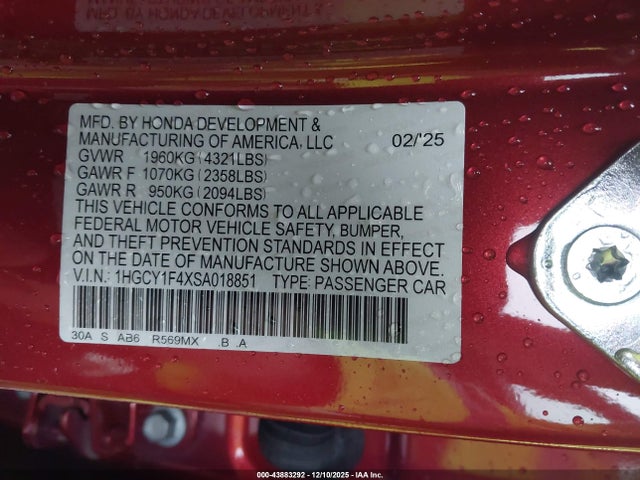 MFD. BY HONDA DEVELOPMENT &
MANUFACTURING OF AMERICA, LLC 02/'25
GVWR 1960KG(4321LBS)
GAWR F 1070KG(2358LBS)
GAWR R 950KG(2094LBS)
THIS VEHICLE CONFORMS TO ALL APPLICABLE
FEDERAL MOTOR VEHICLE SAFETY, BUMPER,
AND THEFT PREVENTION STANDARDS IN EFFECT
ON THE DATE OF MANUFACTURE SHOWN ABOVE.
V.I.N.: 1HGCY1F4XSA018851 TYPE: PASSENGER CAR
30A S AB6 R569MX .B .A
000-43883292 - 12/10/2025 - IAA Inc.